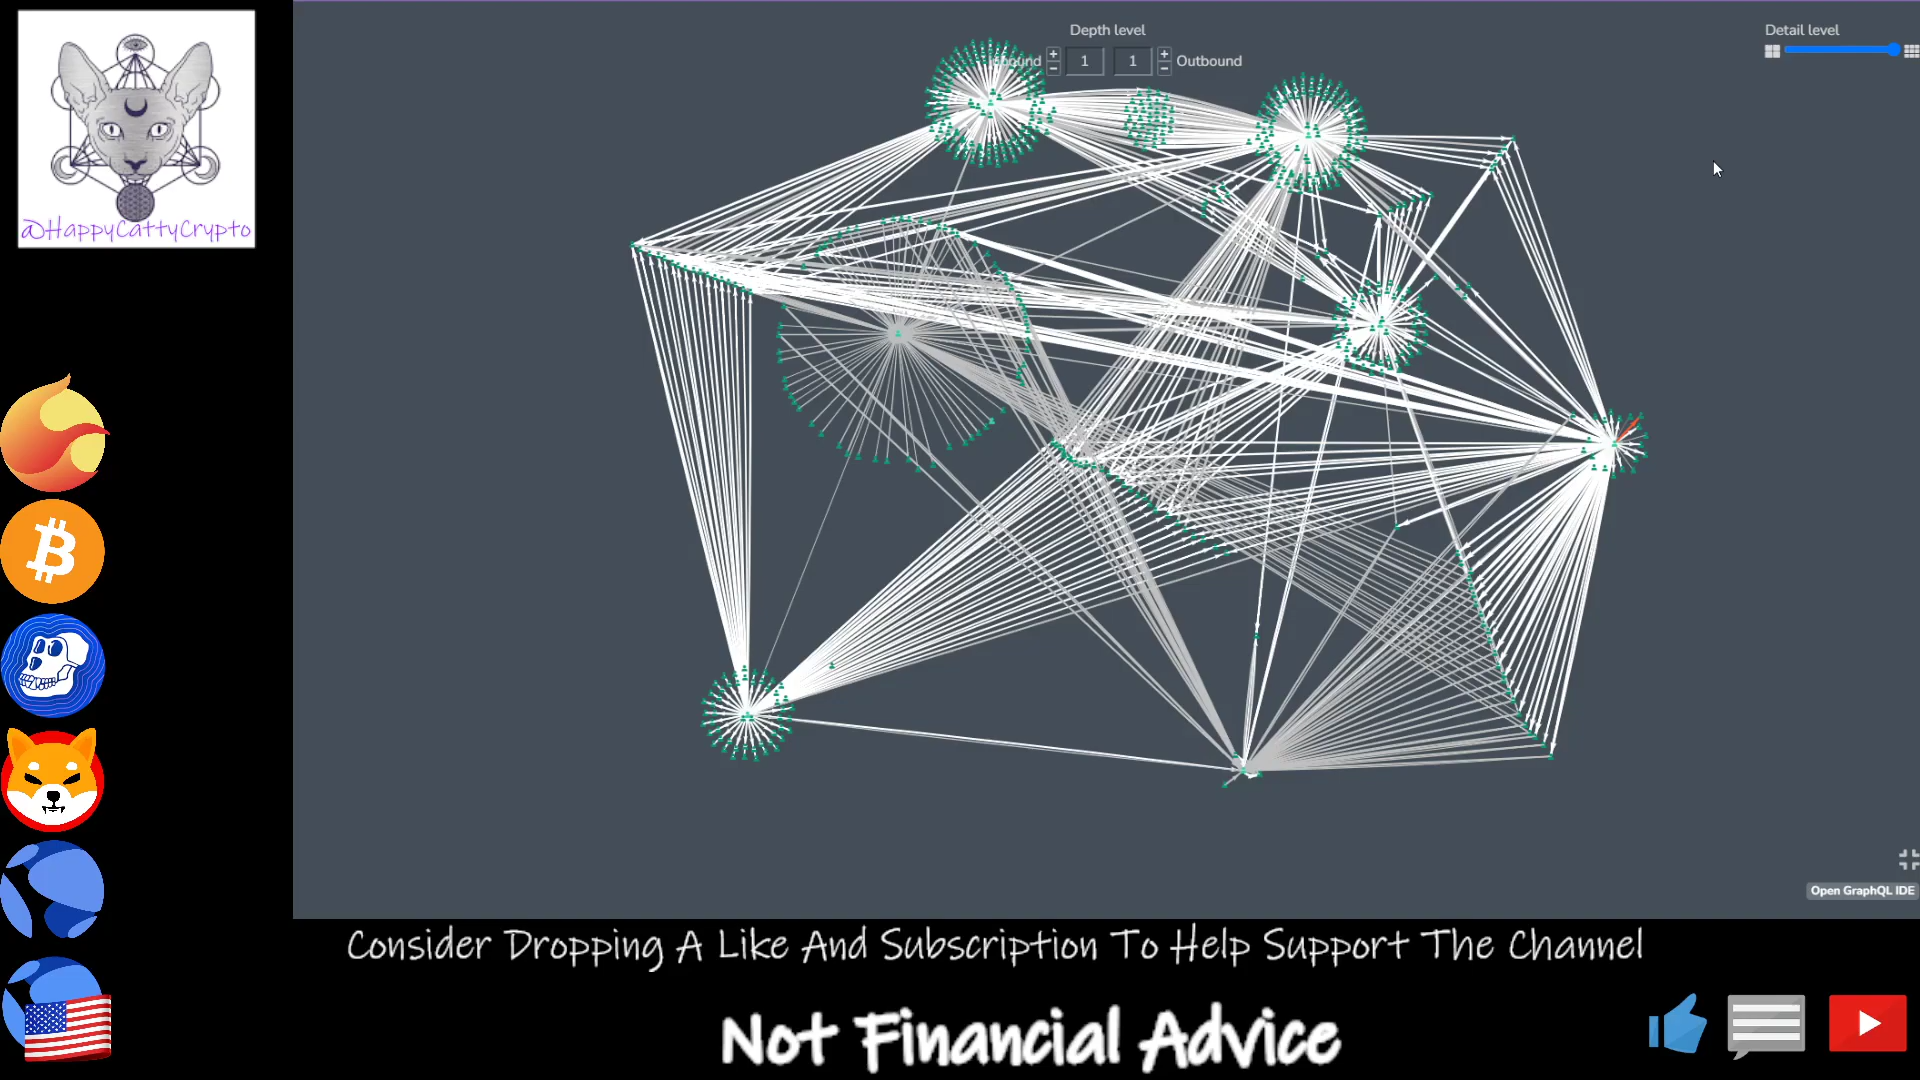 @HappyCattyCrypto
Depth level
Detail level
1
1
Outbound
Open GraphQL IDE
Consider Dropping A Like And Subscription To Help Support The Channel
Not Financial Advice